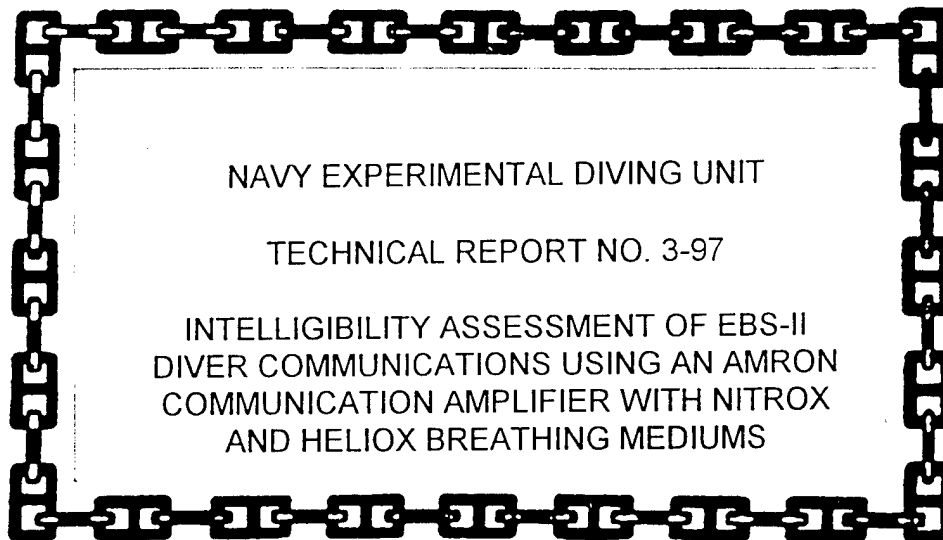 NAVY EXPERIMENTAL DIVING UNIT
TECHNICAL REPORT NO. 3-97
INTELLIGIBILITY ASSESSMENT OF EBS-II
DIVER COMMUNICATIONS USING AN AMRON
COMMUNICATION AMPLIFIER WITH NITROX
AND HELIOX BREATHING MEDIUMS